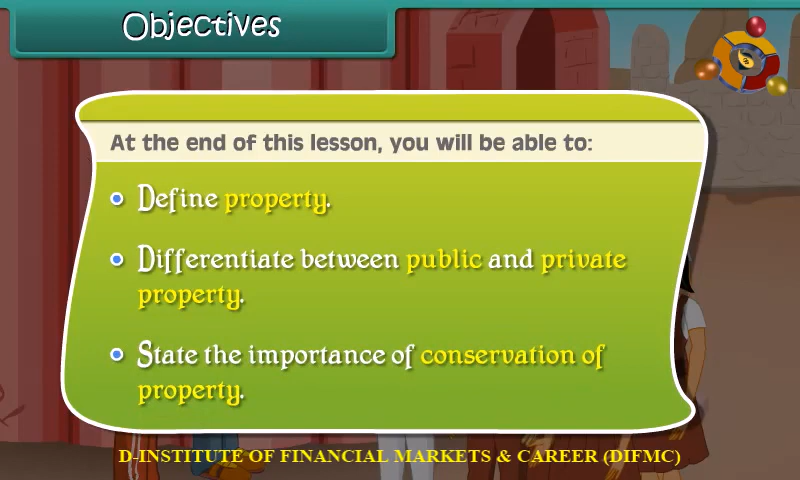 Objectives
At the end of this lesson, you will be able to:
Define property.
Differentiate between public and private
property.
State the importance of conservation of
property.
D-INSTITUTE OF FINANCIAL MARKETS & CAREER (DIFMC)